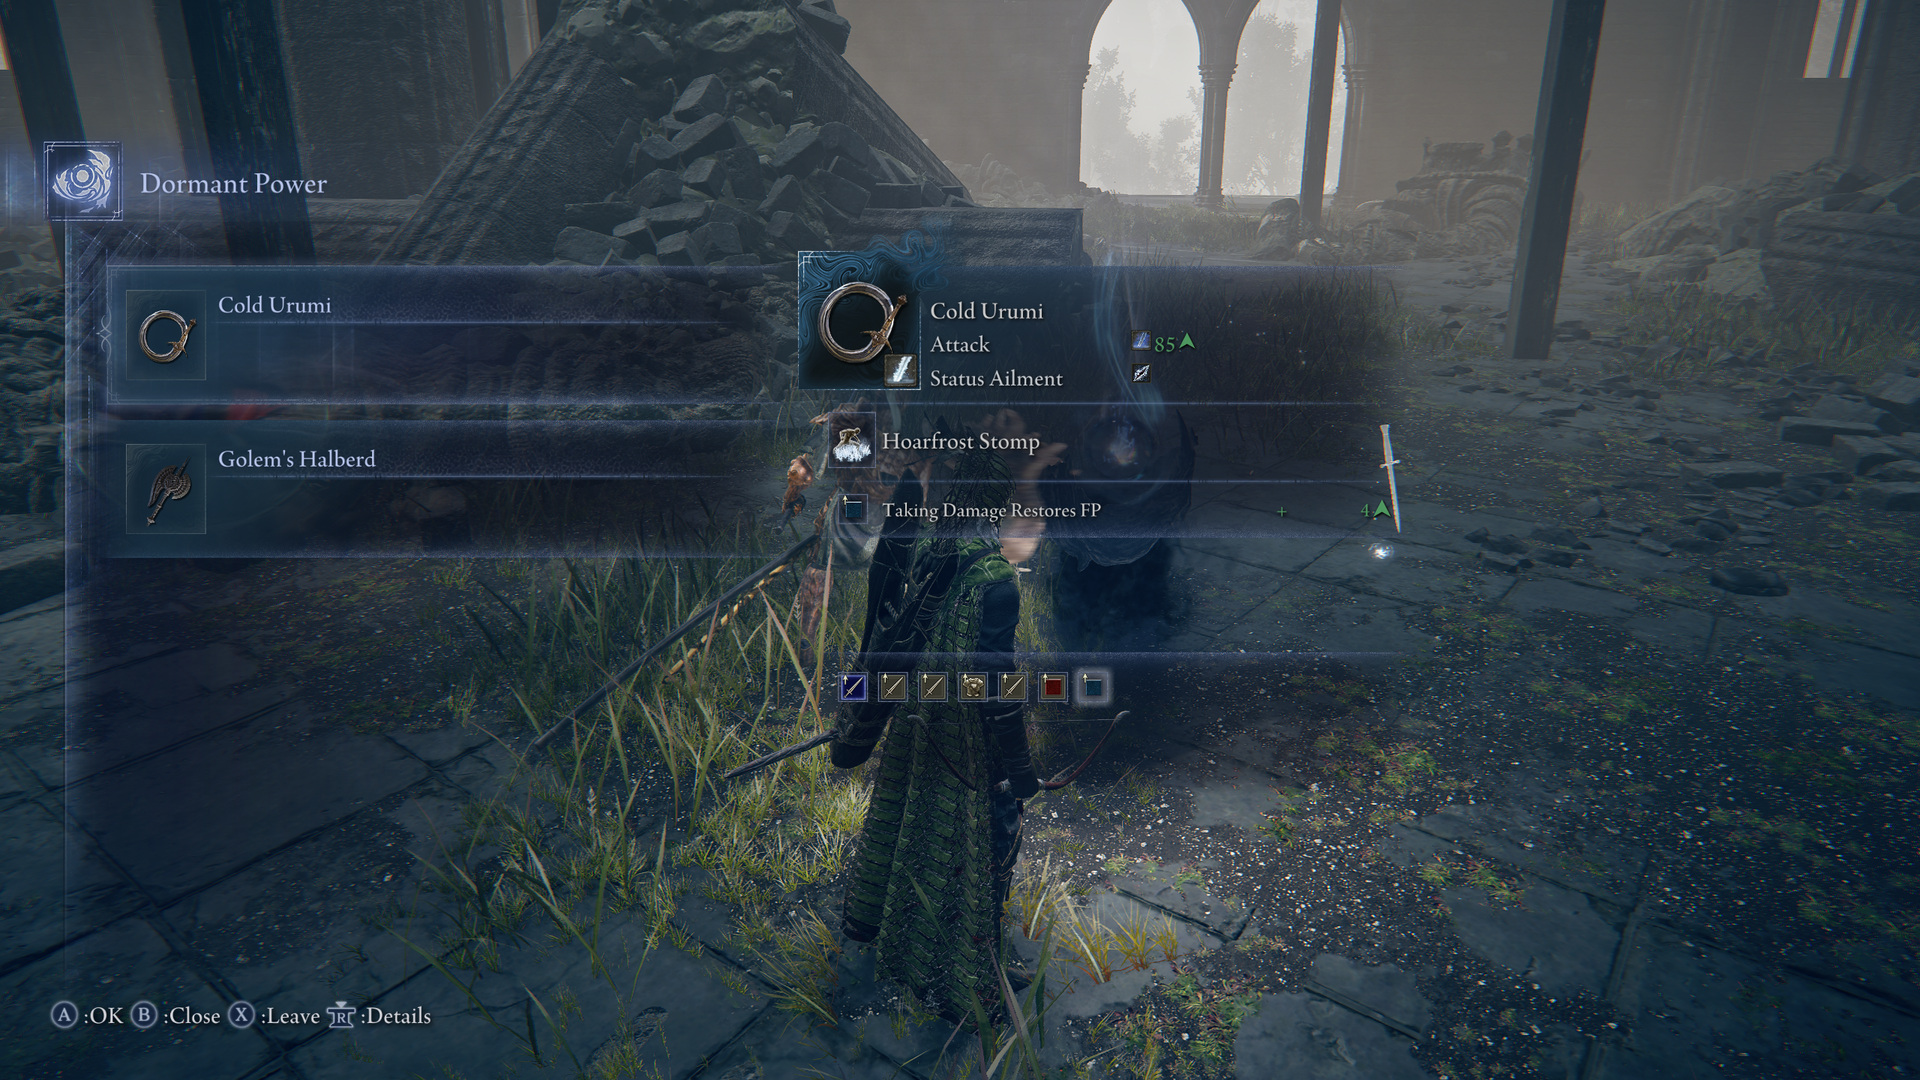 Dormant Power
Cold Urumi
Golem's Halberd
Cold Urumi
Attack 85
Status Ailment
Hoarfrost Stomp
Taking Damage Restores FP + 4
A :OK B :Close X :Leave RT :Details